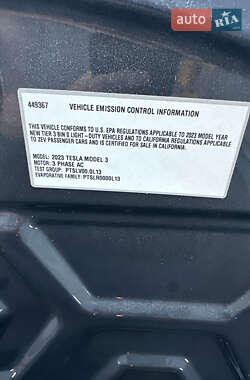 RIA
449367 VEHICLE EMISSION CONTROL INFORMATION
THIS VEHICLE CONFORMS TO U.S. EPA REGULATIONS APPLICABLE TO 2023 MODEL YEAR
NEW TIER 3 BIN 0 LIGHT - DUTY VEHICLES AND TO CALIFORNIA REGULATIONS APPLICABLE
TO ZEV PASSENGER CARS AND IS CERTIFIED FOR SALE IN CALIFORNIA.
MODEL: 2023 TESLA MODEL 3
MOTOR: 3 PHASE AC
TEST GROUP: PTSLV00.0L13
EVAPORATIVE FAMILY: PTSLR0000L13